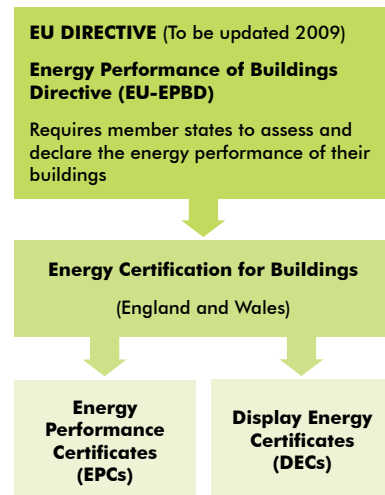 EU DIRECTIVE (To be updated 2009)
Energy Performance of Buildings
Directive (EU-EPBD)
Requires member states to assess and
declare the energy performance of their
buildings
Energy Certification for Buildings
(England and Wales)
Energy
Performance
Certificates
(EPCs)
Display Energy
Certificates
(DECs)